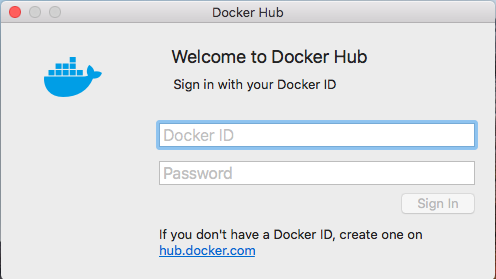 Docker Hub
Welcome to Docker Hub
Sign in with your Docker ID
Docker ID
Password
Sign In
If you don't have a Docker ID, create one on
hub.docker.com